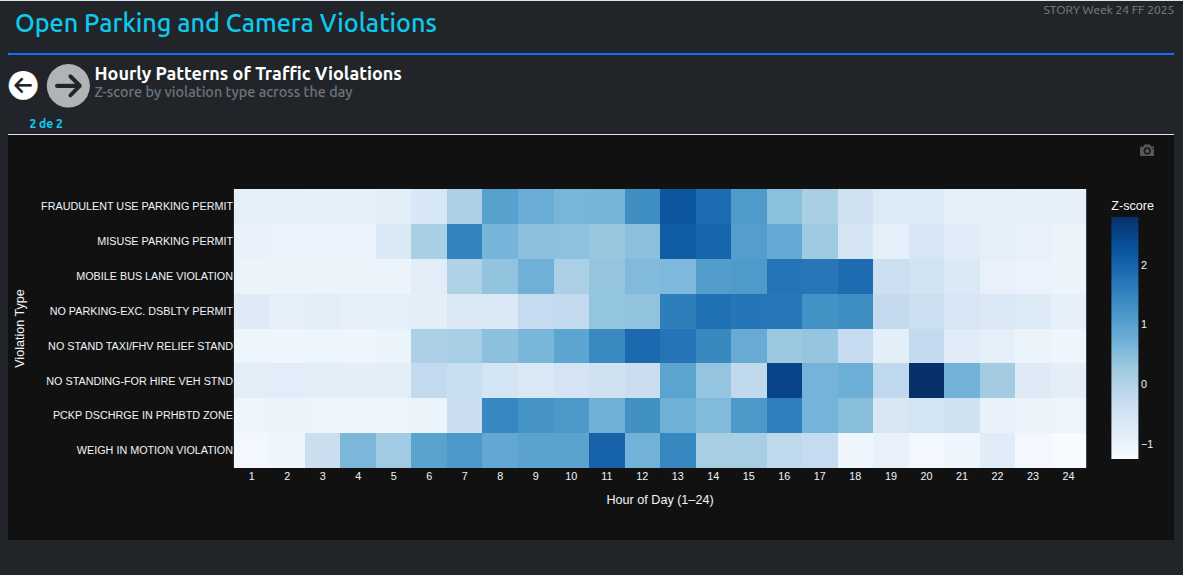 STORY Week 24 FF 2025
Open Parking and Camera Violations
Hourly Patterns of Traffic Violations
Z-score by violation type across the day
2 de 2
Violation Type
FRAUDULENT USE PARKING PERMIT
MISUSE PARKING PERMIT
MOBILE BUS LANE VIOLATION
NO PARKING-EXC. DSBLTY PERMIT
NO STAND TAXI/FHV RELIEF STAND
NO STANDING-FOR HIRE VEH STND
PCKP DSCHRGE IN PRHBTD ZONE
WEIGH IN MOTION VIOLATION
1 2 3 4 5 6 7 8 9 10 11 12 13 14 15 16 17 18 19 20 21 22 23 24
Hour of Day (1–24)
Z-score
2
1
0
−1